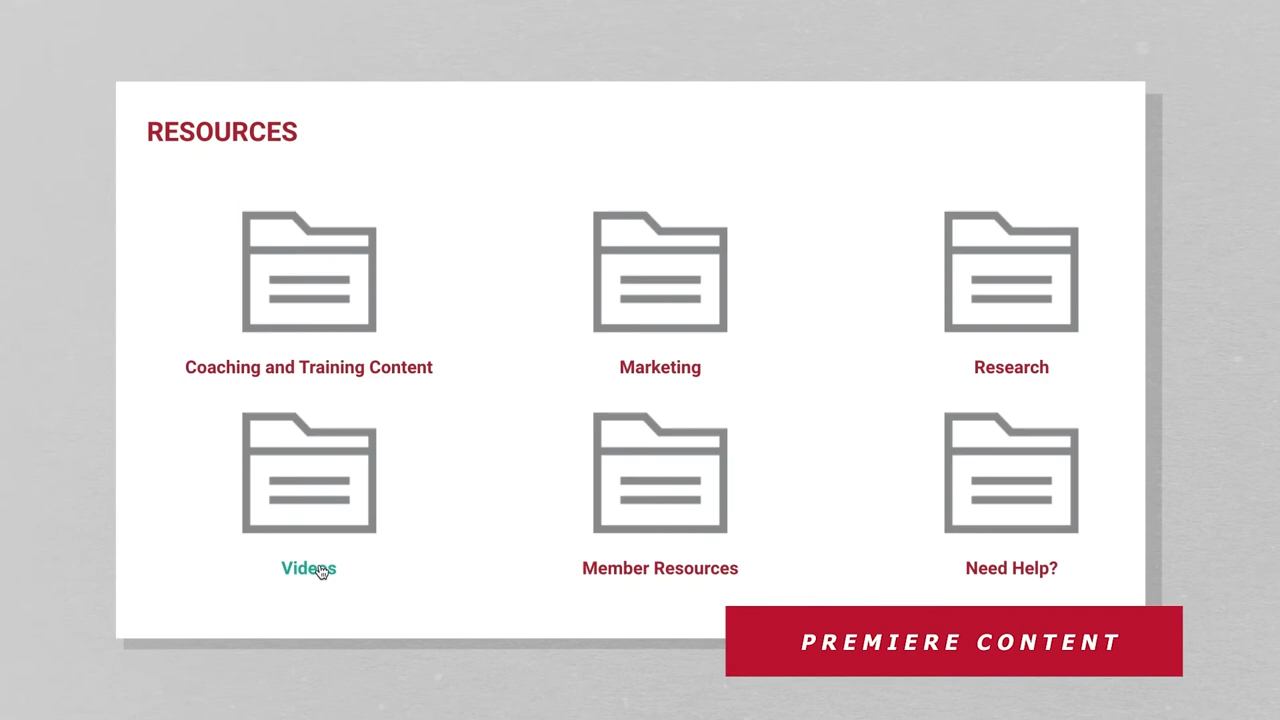 RESOURCES
Coaching and Training Content
Marketing
Research
Videos
Member Resources
Need Help?
PREMIERE CONTENT